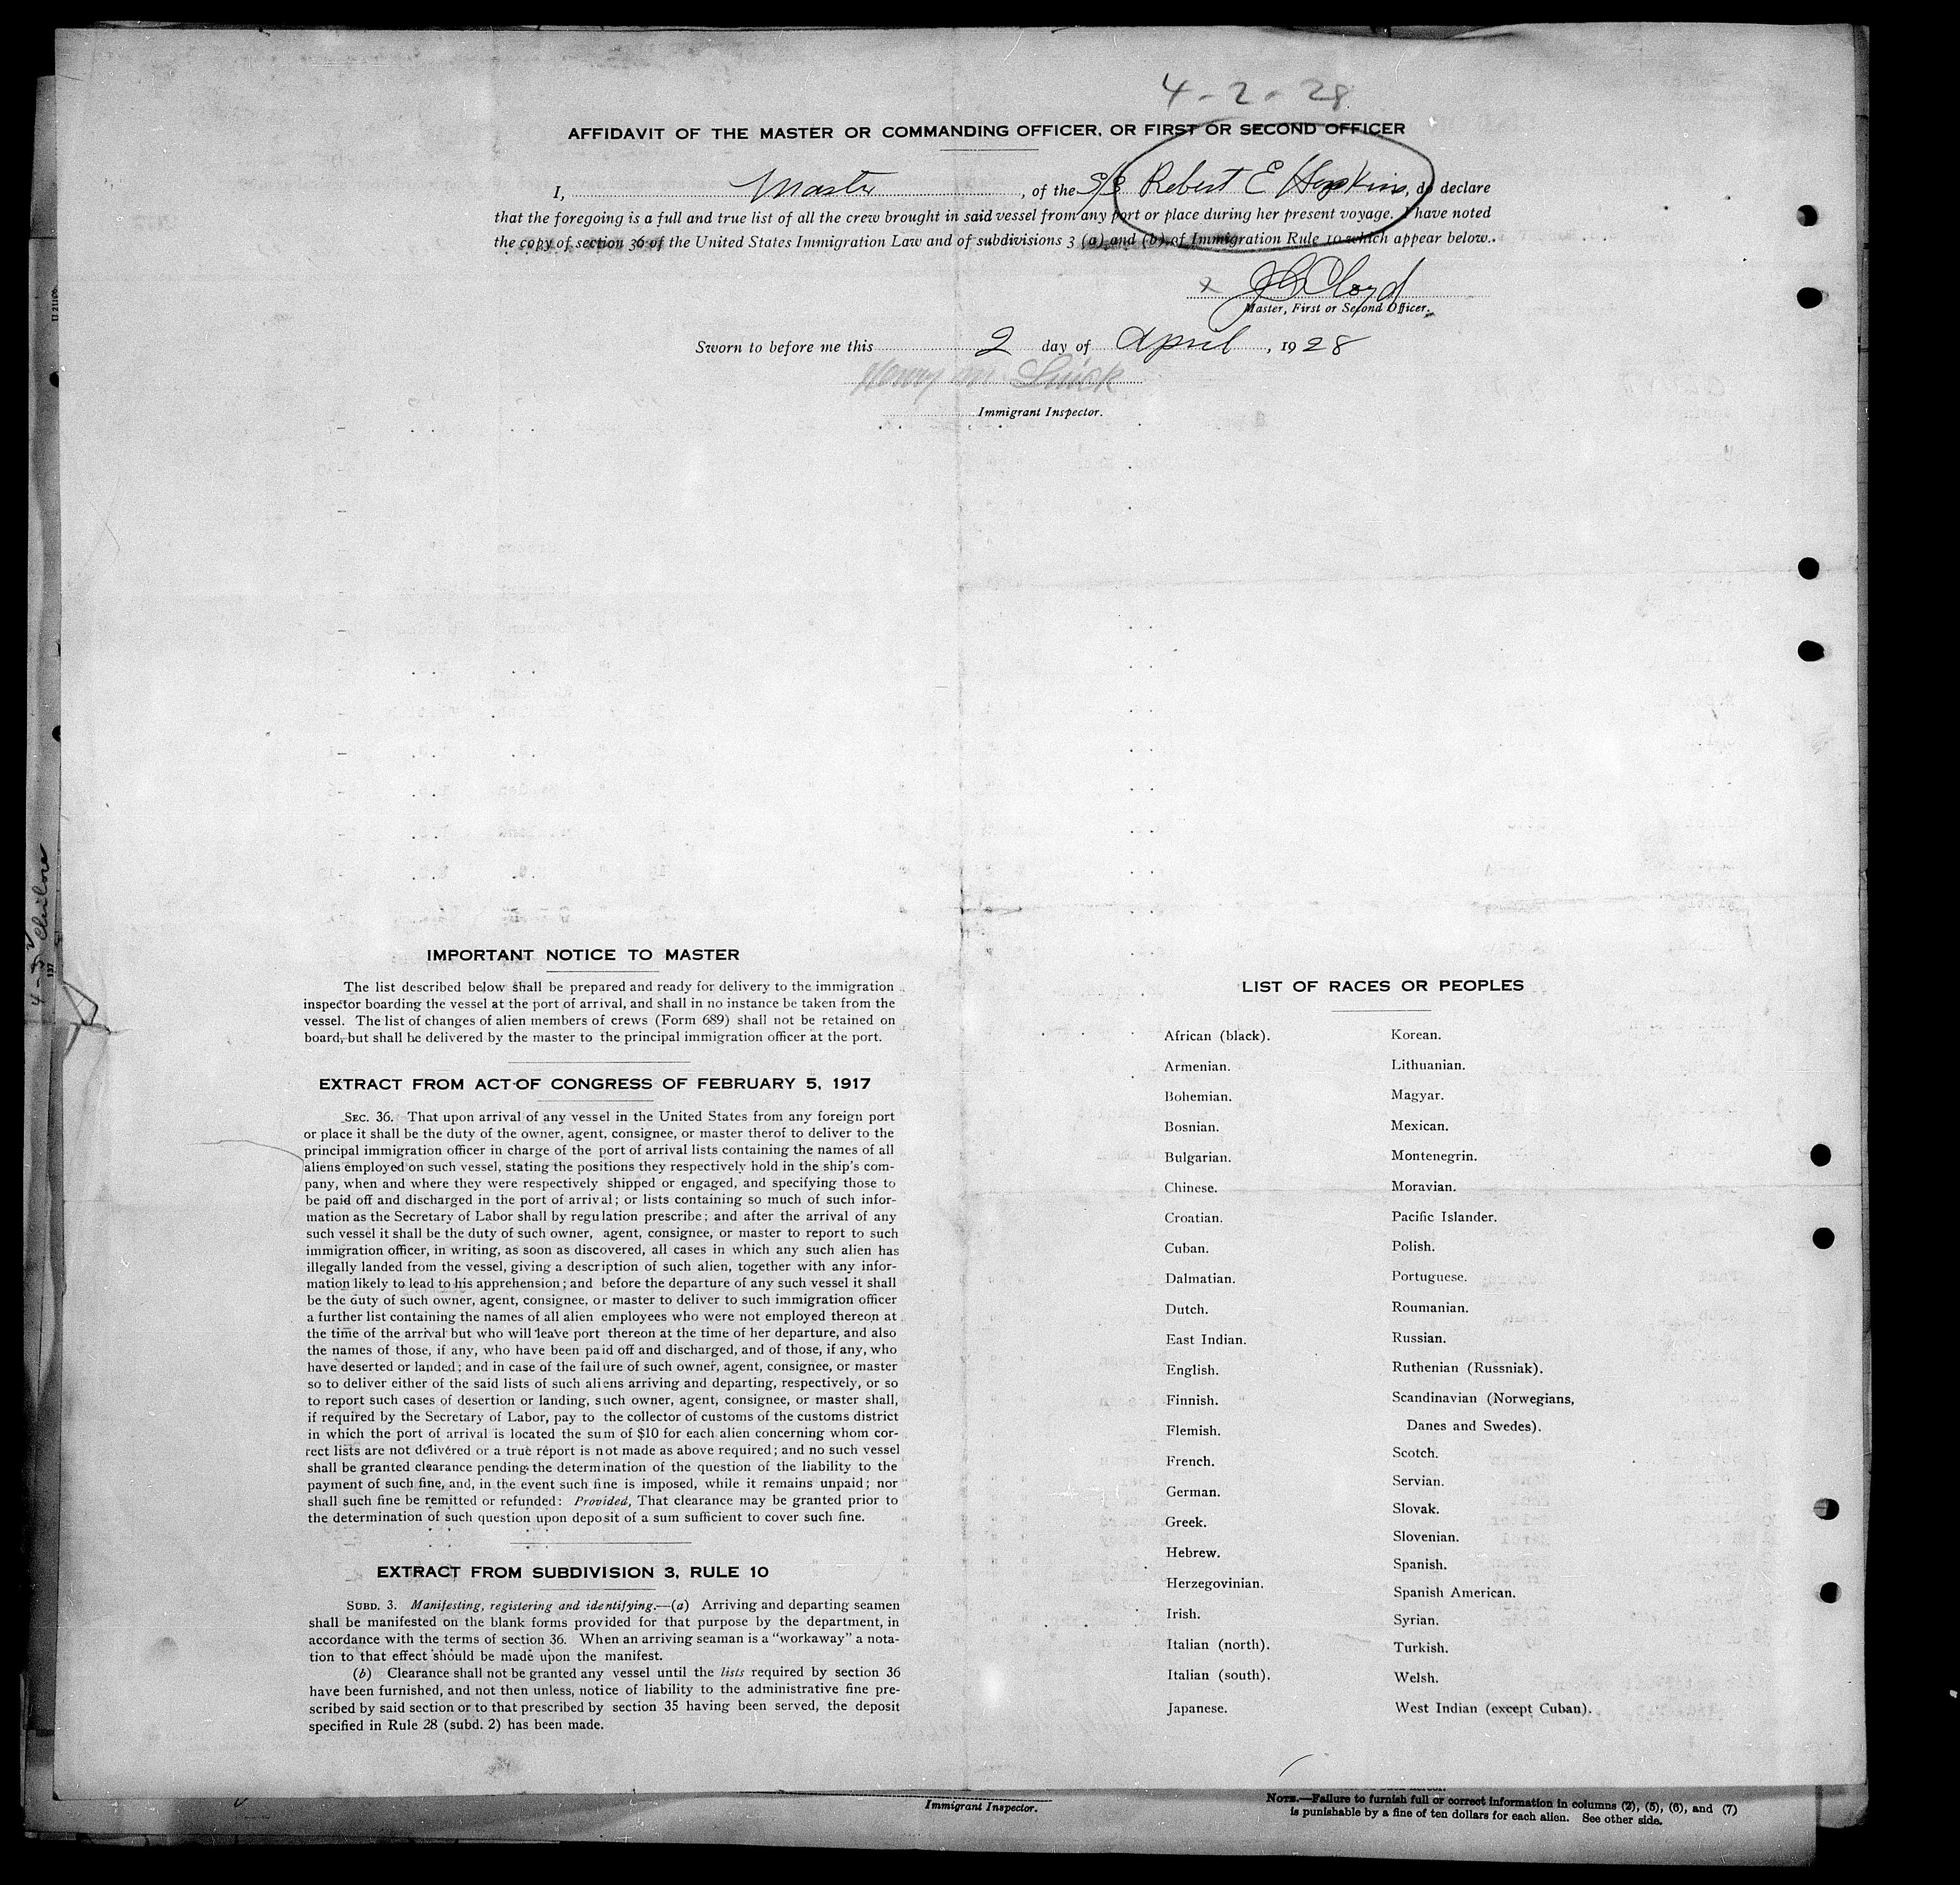 4-2-28
AFFIDAVIT OF THE MASTER OR COMMANDING OFFICER, OR FIRST OR SECOND OFFICER
I, Master, of the S/S Robert E Hopkins, do declare
that the foregoing is a full and true list of all the crew brought in said vessel from any port or place during her present voyage. I have noted
the copy of section 36 of the United States Immigration Law and of subdivisions 3 (a) and (b) of Immigration Rule 10 which appear below.
x
Master, First or Second Officer.
Sworn to before me this 2 day of April, 1928
Henry M
Immigrant Inspector.
IMPORTANT NOTICE TO MASTER
The list described below shall be prepared and ready for delivery to the immigration
inspector boarding the vessel at the port of arrival, and shall in no instance be taken from the
vessel. The list of changes of alien members of crews (Form 689) shall not be retained on
board, but shall be delivered by the master to the principal immigration officer at the port.
EXTRACT FROM ACT OF CONGRESS OF FEBRUARY 5, 1917
SEC. 36. That upon arrival of any vessel in the United States from any foreign port
or place it shall be the duty of the owner, agent, consignee, or master therof to deliver to the
principal immigration officer in charge of the port of arrival lists containing the names of all
aliens employed on such vessel, stating the positions they respectively hold in the ship's com-
pany, when and where they were respectively shipped or engaged, and specifying those to
be paid off and discharged in the port of arrival; or lists containing so much of such infor-
mation as the Secretary of Labor shall by regulation prescribe; and after the arrival of any
such vessel it shall be the duty of such owner, agent, consignee, or master to report to such
immigration officer, in writing, as soon as discovered, all cases in which any such alien has
illegally landed from the vessel, giving a description of such alien, together with any infor-
mation likely to lead to his apprehension; and before the departure of any such vessel it shall
be the duty of such owner, agent, consignee, or master to deliver to such immigration officer
a further list containing the names of all alien employees who were not employed thereon at
the time of the arrival but who will leave port thereon at the time of her departure, and also
the names of those, if any, who have been paid off and discharged, and of those, if any, who
have deserted or landed; and in case of the failure of such owner, agent, consignee, or master
so to deliver either of the said lists of such aliens arriving and departing, respectively, or so
to report such cases of desertion or landing, such owner, agent, consignee, or master shall,
if required by the Secretary of Labor, pay to the collector of customs of the customs district
in which the port of arrival is located the sum of $10 for each alien concerning whom cor-
rect lists are not delivered or a true report is not made as above required; and no such vessel
shall be granted clearance pending the determination of the question of the liability to the
payment of such fine, and, in the event such fine is imposed, while it remains unpaid; nor
shall such fine be remitted or refunded: Provided, That clearance may be granted prior to
the determination of such question upon deposit of a sum sufficient to cover such fine.
EXTRACT FROM SUBDIVISION 3, RULE 10
SUBD. 3. Manifesting, registering and identifying.—(a) Arriving and departing seamen
shall be manifested on the blank forms provided for that purpose by the department, in
accordance with the terms of section 36. When an arriving seaman is a "workaway" a nota-
tion to that effect should be made upon the manifest.
(b) Clearance shall not be granted any vessel until the lists required by section 36
have been furnished, and not then unless, notice of liability to the administrative fine pre-
scribed by said section or to that prescribed by section 35 having been served, the deposit
specified in Rule 28 (subd. 2) has been made.
LIST OF RACES OR PEOPLES
African (black).
Armenian.
Bohemian.
Bosnian.
Bulgarian.
Chinese.
Croatian.
Cuban.
Dalmatian.
Dutch.
East Indian.
English.
Finnish.
Flemish.
French.
German.
Greek.
Hebrew.
Herzegovinian.
Irish.
Italian (north).
Italian (south).
Japanese.
Korean.
Lithuanian.
Magyar.
Mexican.
Montenegrin.
Moravian.
Pacific Islander.
Polish.
Portuguese.
Roumanian.
Russian.
Ruthenian (Russniak).
Scandinavian (Norwegians,
Danes and Swedes).
Scotch.
Servian.
Slovak.
Slovenian.
Spanish.
Spanish American.
Syrian.
Turkish.
Welsh.
West Indian (except Cuban).
Immigrant Inspector.
NOTE.—Failure to furnish full or correct information in columns (2), (5), (6), and (7)
is punishable by a fine of ten dollars for each alien. See other side.